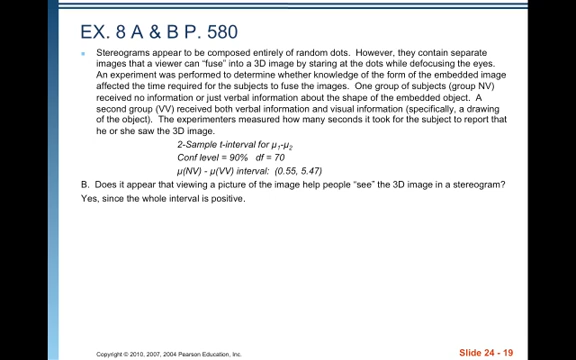 EX. 8 A & B P. 580
Stereograms appear to be composed entirely of random dots. However, they contain separate
images that a viewer can “fuse” into a 3D image by staring at the dots while defocusing the eyes.
An experiment was performed to determine whether knowledge of the form of the embedded image
affected the time required for the subjects to fuse the images. One group of subjects (group NV)
received no information or just verbal information about the shape of the embedded object. A
second group (VV) received both verbal information and visual information (specifically, a drawing
of the object). The experimenters measured how many seconds it took for the subject to report that
he or she saw the 3D image.
2-Sample t-interval for μ1-μ2
Conf level = 90% df = 70
μ(NV) - μ(VV) interval: (0.55, 5.47)
B. Does it appear that viewing a picture of the image help people “see” the 3D image in a stereogram?
Yes, since the whole interval is positive.
Copyright © 2010, 2007, 2004 Pearson Education, Inc.
Slide 24 - 19